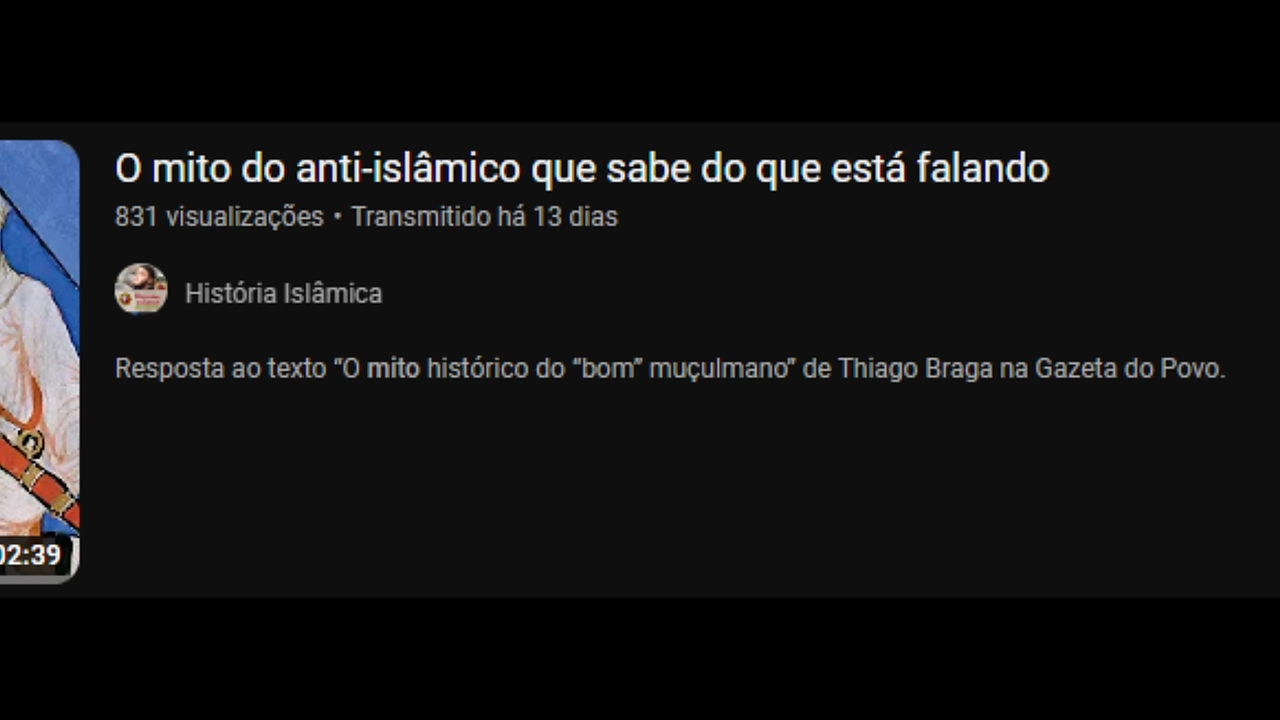 O mito do anti-islâmico que sabe do que está falando
831 visualizações • Transmitido há 13 dias
História Islâmica
Resposta ao texto “O mito histórico do “bom” muçulmano” de Thiago Braga na Gazeta do Povo.
02:39